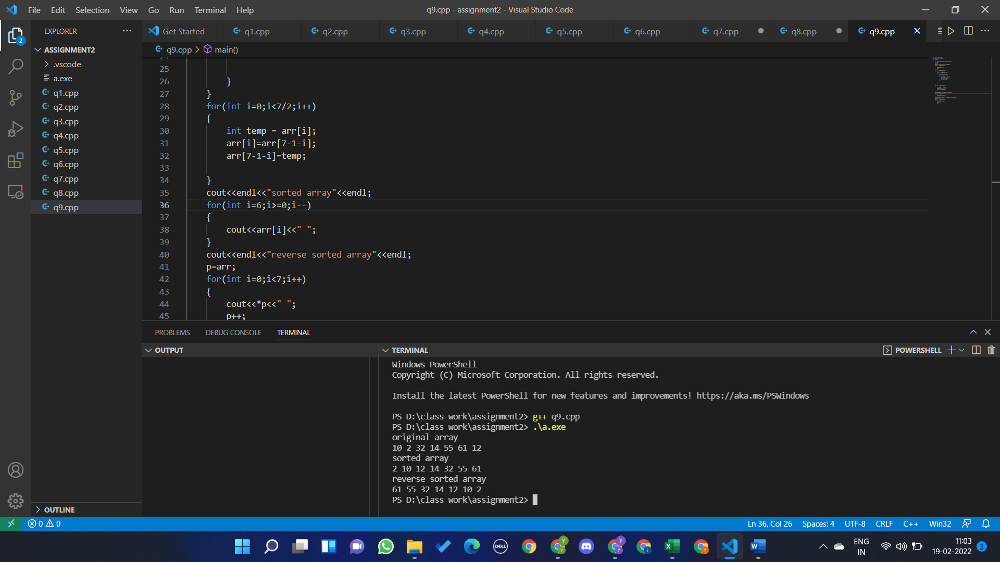 File Edit Selection View Go Run Terminal Help
q9.cpp - assignment2 - Visual Studio Code
EXPLORER
Get Started q1.cpp q2.cpp q3.cpp q4.cpp q5.cpp q6.cpp q7.cpp q8.cpp q9.cpp
2
q9.cpp > main()
ASSIGNMENT2
.vscode
a.exe
q1.cpp
q2.cpp
q3.cpp
q4.cpp
q5.cpp
q6.cpp
q7.cpp
q8.cpp
q9.cpp
OUTLINE
24
25
26 }
27 }
28 for(int i=0;i<7/2;i++)
29 {
30 int temp = arr[i];
31 arr[i]=arr[7-1-i];
32 arr[7-1-i]=temp;
33
34 }
35 cout<<endl<<"sorted array"<<endl;
36 for(int i=6;i>=0;i--)
37 {
38 cout<<arr[i]<<" ";
39 }
40 cout<<endl<<"reverse sorted array"<<endl;
41 p=arr;
42 for(int i=0;i<7;i++)
43 {
44 cout<<*p<<" ";
45 p++;
PROBLEMS DEBUG CONSOLE TERMINAL
OUTPUT
TERMINAL
POWERSHELL
Windows PowerShell
Copyright (C) Microsoft Corporation. All rights reserved.
Install the latest PowerShell for new features and improvements! https://aka.ms/PSWindows
PS D:\class work\assignment2> g++ q9.cpp
PS D:\class work\assignment2> .\a.exe
original array
10 2 32 14 55 61 12
sorted array
2 10 12 14 32 55 61
reverse sorted array
61 55 32 14 12 10 2
PS D:\class work\assignment2>
0 0
Ln 36, Col 26 Spaces: 4 UTF-8 CRLF C++ Win32
DELL
ENG
IN
11:03
19-02-2022
3